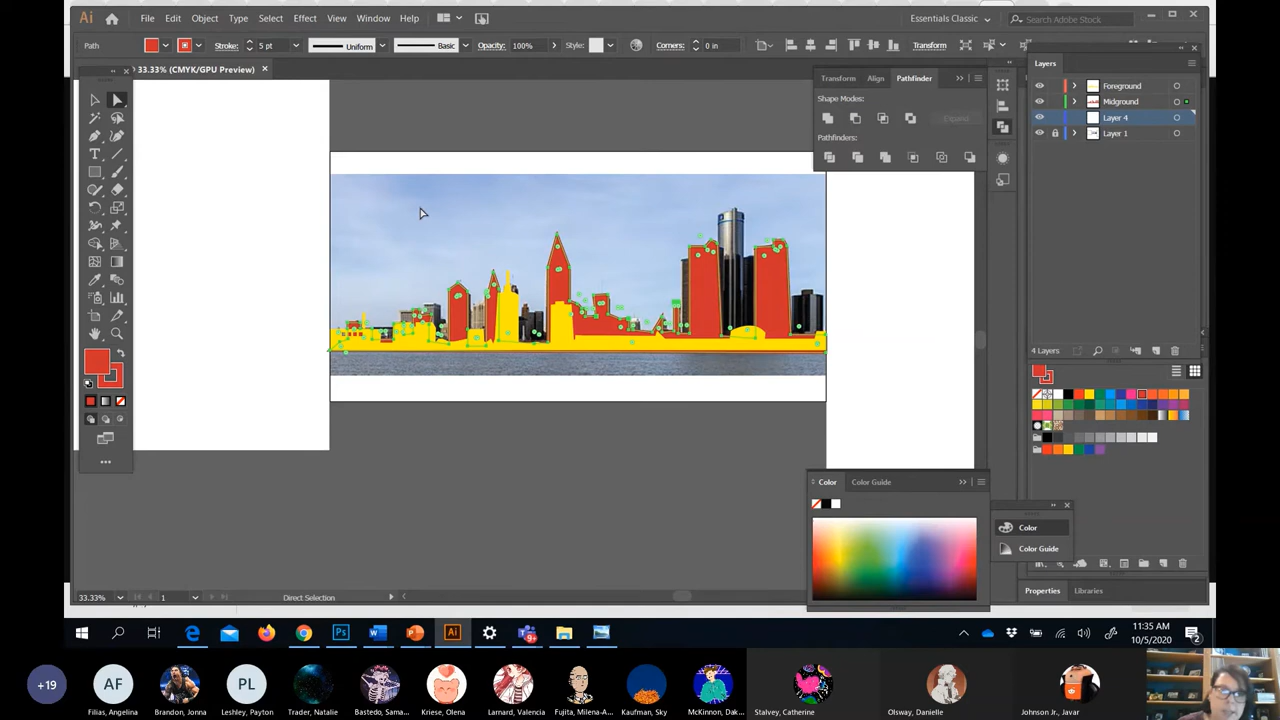 Ai File Edit Object Type Select Effect View Window Help Essentials Classic Search Adobe Stock
Path Stroke: 5 pt Uniform Basic Opacity: 100% Style: Corners: 0 in Transform
33.33% (CMYK/GPU Preview) ×
Transform Align Pathfinder
Shape Modes:
Expand
Pathfinders:
Layers
Foreground
Midground
Layer 4
Layer 1
4 Layers
Color Color Guide
Color
Color Guide
Properties Libraries
33.33% 1 Direct Selection
11:35 AM
10/5/2020
+19
AF
Filias, Angelina
Brandon, Jonna
PL
Leshley, Payton
Trader, Natalie
Bastedo, Sama...
Kriese, Olena
Larnard, Valencia
Fujita, Milena-A...
Kaufman, Sky
McKinnon, Dak...
Stalvey, Catherine
Olsway, Danielle
Johnson Jr., Javar